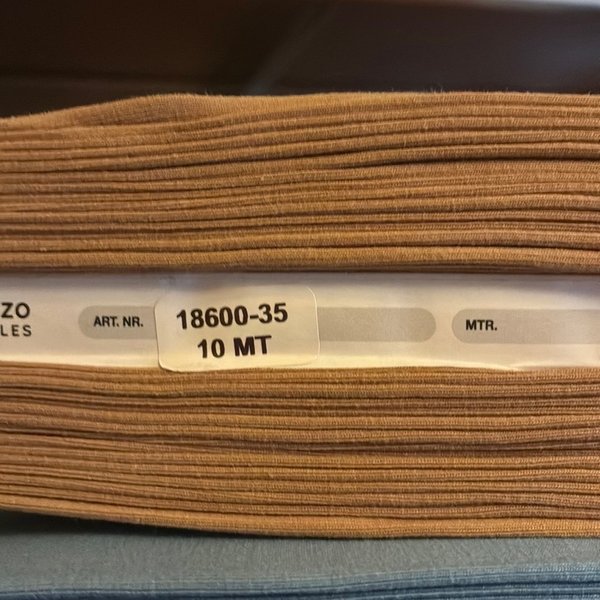 ZO
LES
ART. NR.
18600-35
10 MT
MTR.